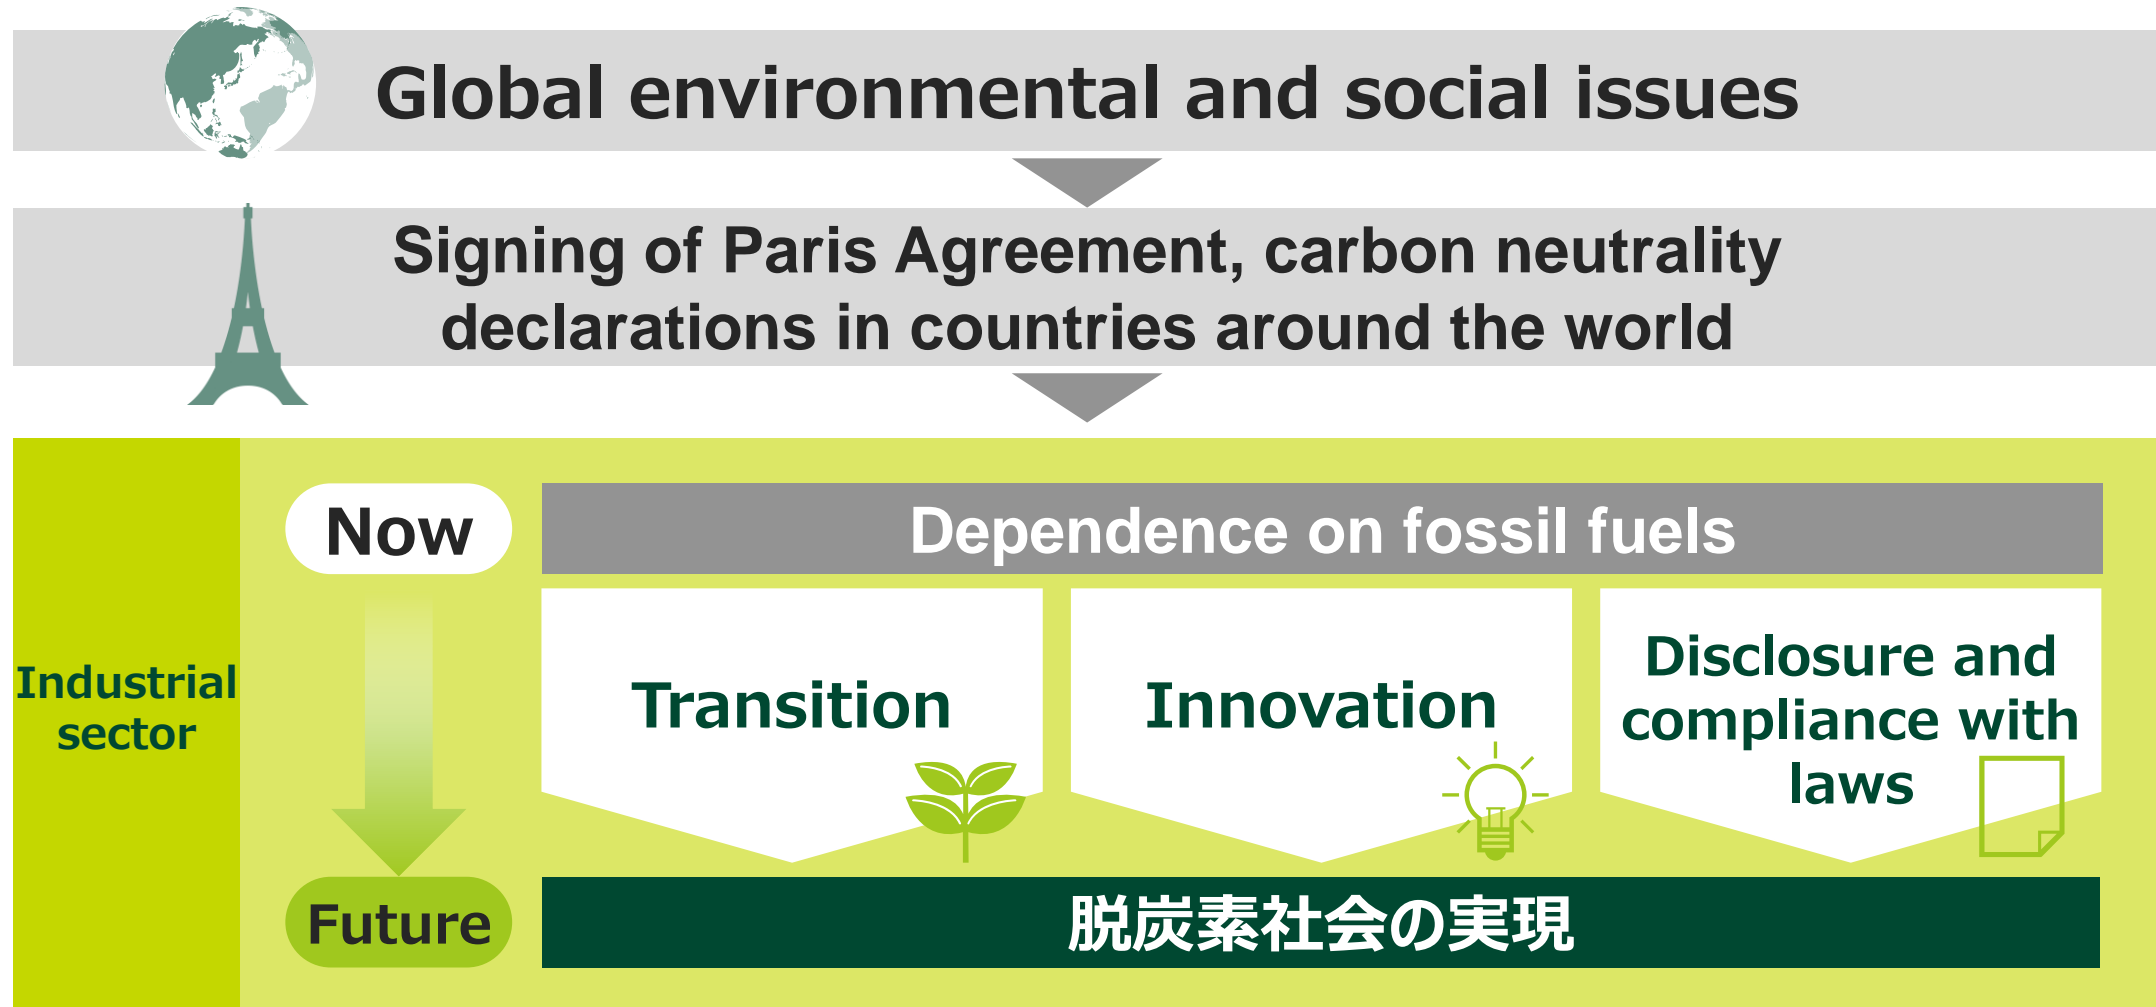 Global environmental and social issues
Signing of Paris Agreement, carbon neutrality
declarations in countries around the world
Industrial
sector
Now
Dependence on fossil fuels
Transition
Innovation
Disclosure and
compliance with
laws
Future
脱炭素社会の実現